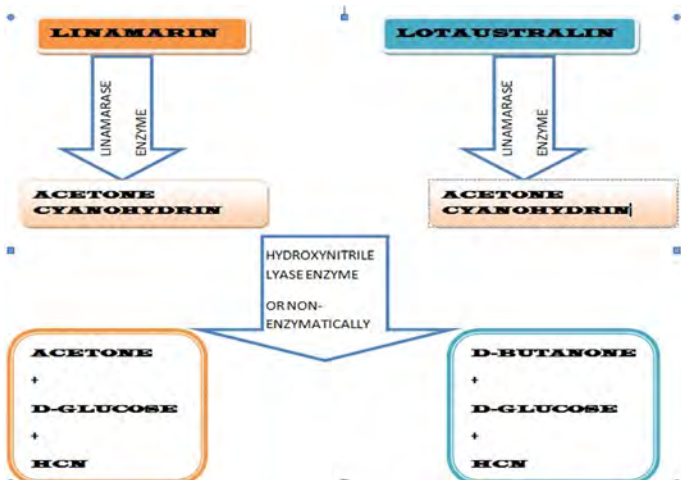 LINAMARIN
LOTAUSTRALIN
LINAMARASE
ENZYME
LINAMARASE
ENZYME
ACETONE
CYANOHYDRIN
ACETONE
CYANOHYDRIN
HYDROXYNITRILE
LYASE ENZYME
OR NON-
ENZYMATICALLY
ACETONE
+
D-GLUCOSE
+
HCN
D-BUTANONE
+
D-GLUCOSE
+
HCN